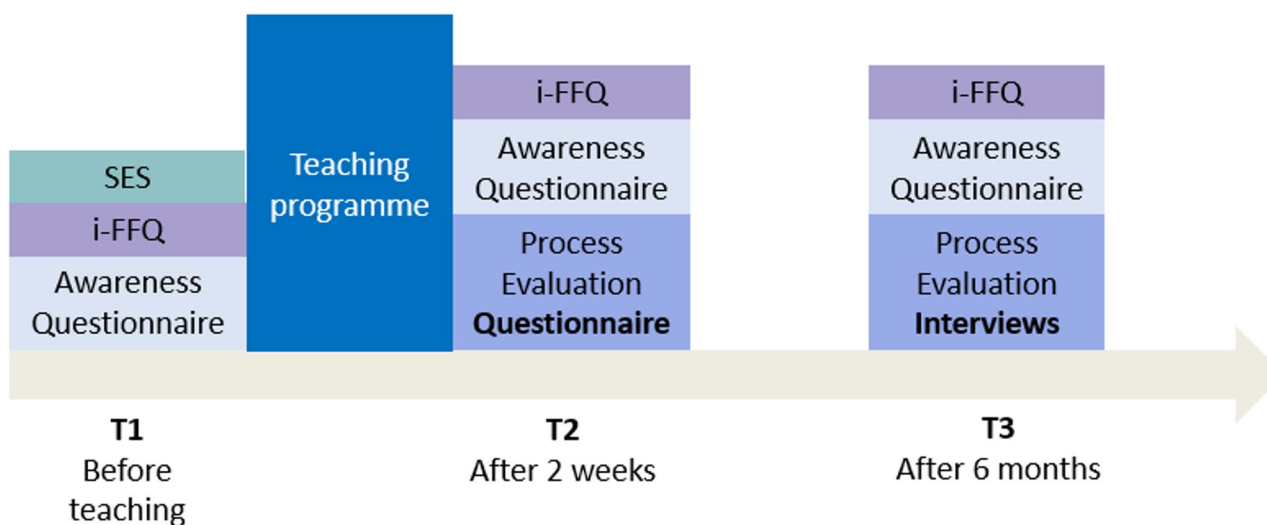 SES
i-FFQ
Awareness
Questionnaire
Teaching
programme
i-FFQ
Awareness
Questionnaire
Process
Evaluation
Questionnaire
i-FFQ
Awareness
Questionnaire
Process
Evaluation
Interviews
T1
Before
teaching
T2
After 2 weeks
T3
After 6 months